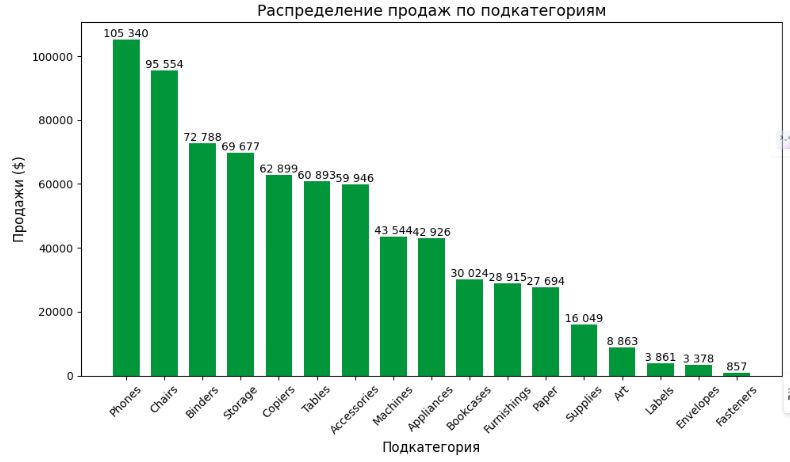 Распределение продаж по подкатегориям
105 340
95 554
72 788
69 677
62 899
60 893
59 946
43 544
42 926
30 024
28 915
27 694
16 049
8 863
3 861
3 378
857
Продажи ($)
100000
80000
60000
40000
20000
0
Phones
Chairs
Binders
Storage
Copiers
Tables
Accessories
Machines
Appliances
Bookcases
Furnishings
Paper
Supplies
Art
Labels
Envelopes
Fasteners
Подкатегория